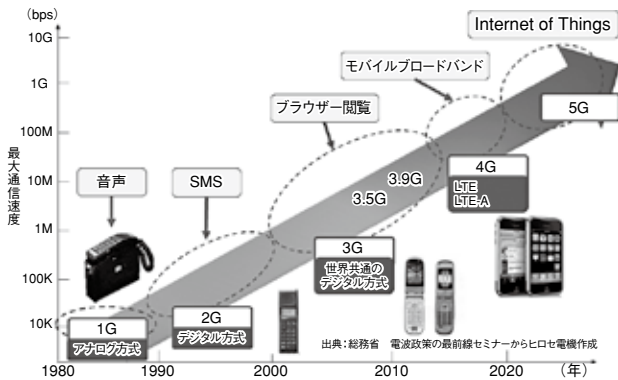 (bps)
10G
1G
100M
10M
1M
100K
10K
最大通信速度
Internet of Things
モバイルブロードバンド
ブラウザー閲覧
音声
SMS
5G
4G
LTE
LTE-A
3.9G
3.5G
3G
世界共通の
デジタル方式
2G
デジタル方式
1G
アナログ方式
出典：総務省　電波政策の最前線セミナーからヒロセ電機作成
1980
1990
2000
2010
2020
(年)